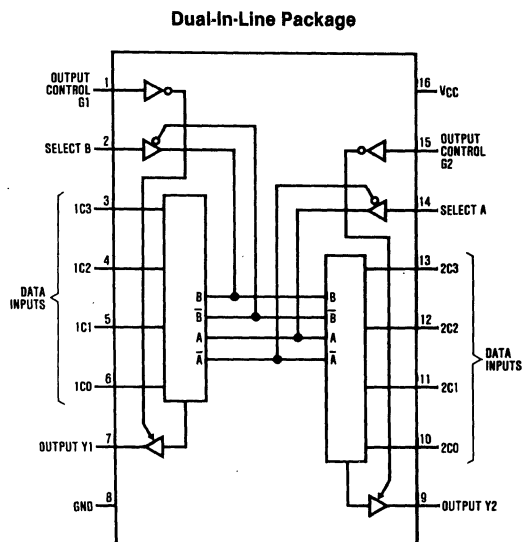 Dual-In-Line Package
OUTPUT
CONTROL
G1
1
SELECT B
2
1C3
3
1C2
4
DATA
INPUTS
1C1
5
1C0
6
OUTPUT Y1
7
GND
8
B
B̅
A
A̅
B
B̅
A
A̅
16
VCC
15
OUTPUT
CONTROL
G2
14
SELECT A
13
2C3
12
2C2
DATA
INPUTS
11
2C1
10
2C0
9
OUTPUT Y2